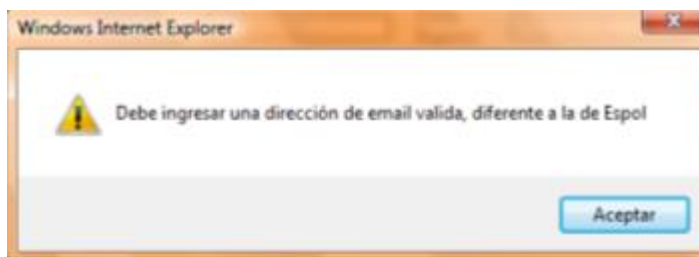 Windows Internet Explorer
Debe ingresar una dirección de email valida, diferente a la de Espol
Aceptar